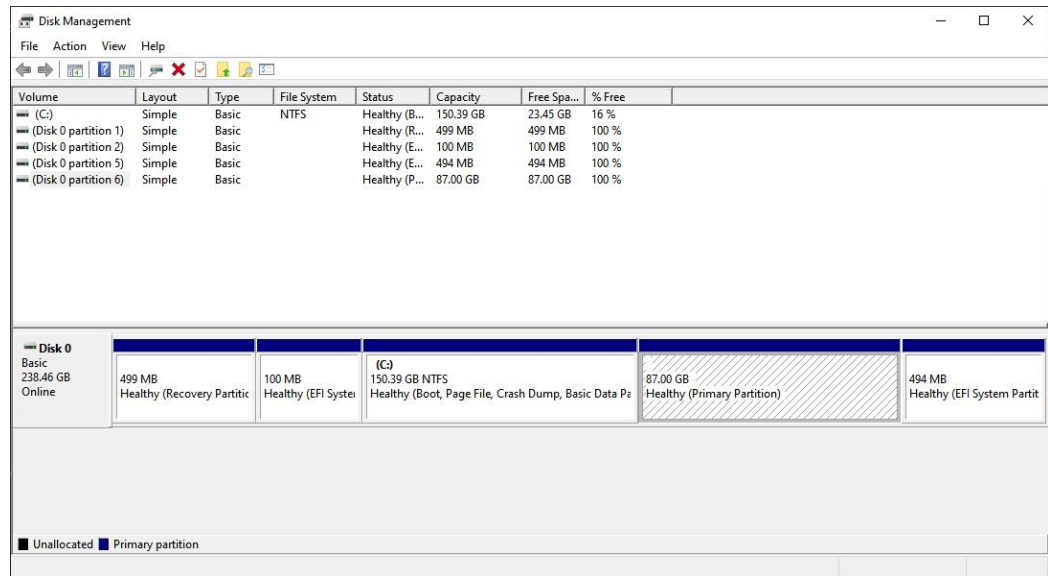 Disk Management
File Action View Help
Volume Layout Type File System Status Capacity Free Spa... % Free
(C:) Simple Basic NTFS Healthy (B... 150.39 GB 23.45 GB 16 %
(Disk 0 partition 1) Simple Basic Healthy (R... 499 MB 499 MB 100 %
(Disk 0 partition 2) Simple Basic Healthy (E... 100 MB 100 MB 100 %
(Disk 0 partition 5) Simple Basic Healthy (E... 494 MB 494 MB 100 %
(Disk 0 partition 6) Simple Basic Healthy (P... 87.00 GB 87.00 GB 100 %
Disk 0
Basic
238.46 GB
Online
499 MB
Healthy (Recovery Partitic
100 MB
Healthy (EFI Syster
(C:)
150.39 GB NTFS
Healthy (Boot, Page File, Crash Dump, Basic Data Pa
87.00 GB
Healthy (Primary Partition)
494 MB
Healthy (EFI System Partit
Unallocated Primary partition